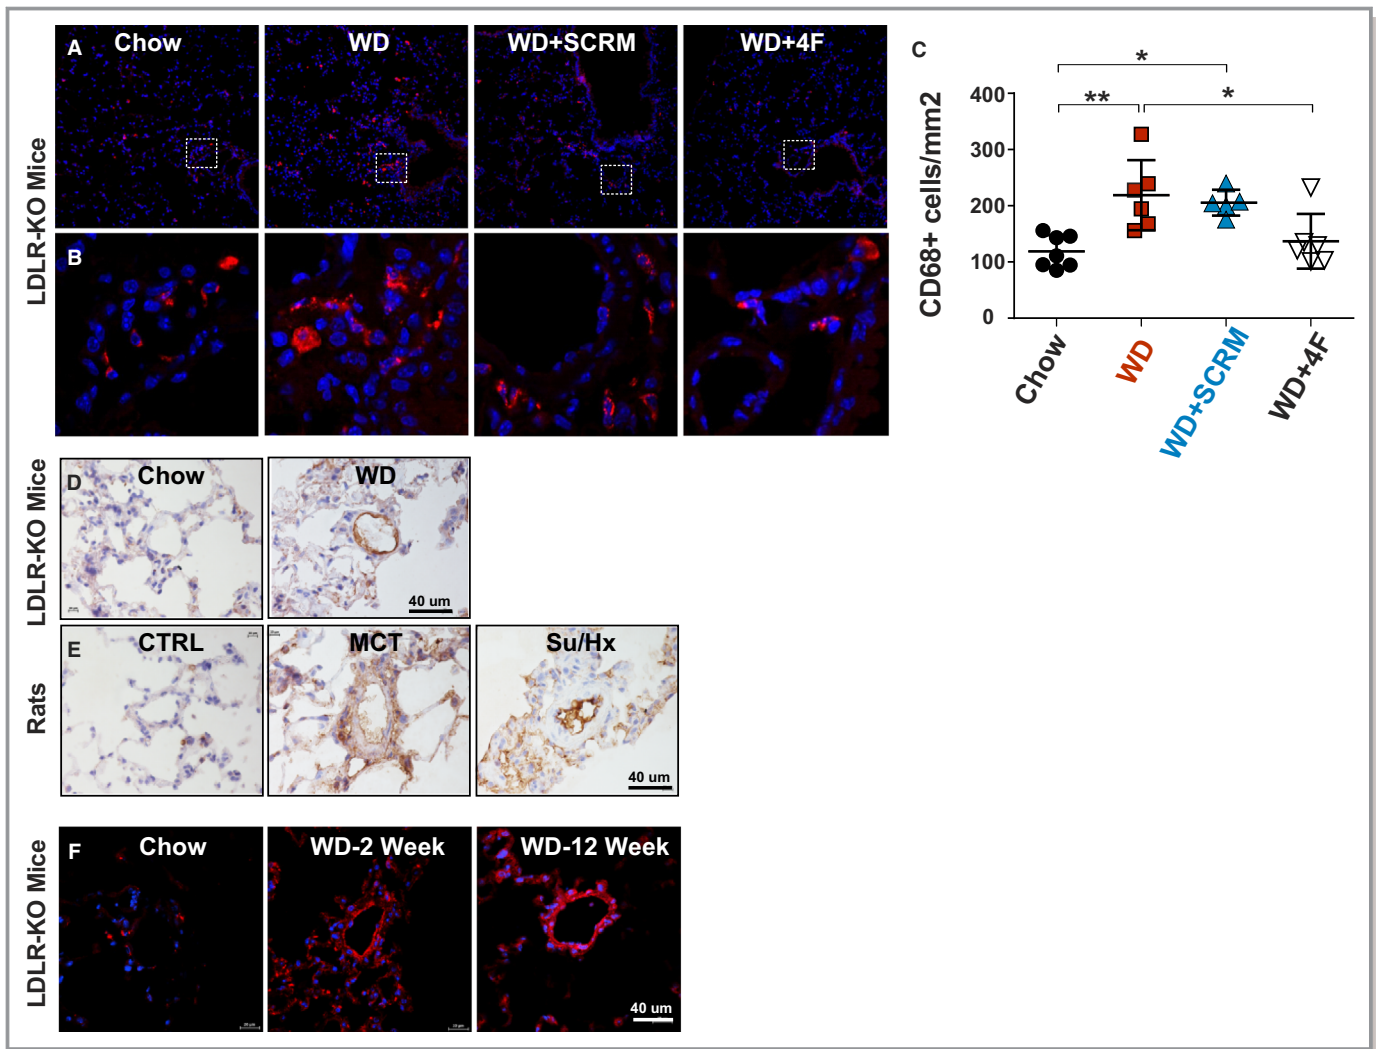 A
Chow
WD
WD+SCRM
WD+4F
LDLR-KO Mice
B
C
CD68+ cells/mm2
400
300
200
100
0
*
**
*
Chow
WD
WD+SCRM
WD+4F
LDLR-KO Mice
D
Chow
WD
40 um
Rats
E
CTRL
MCT
Su/Hx
40 um
LDLR-KO Mice
F
Chow
WD-2 Week
WD-12 Week
40 um